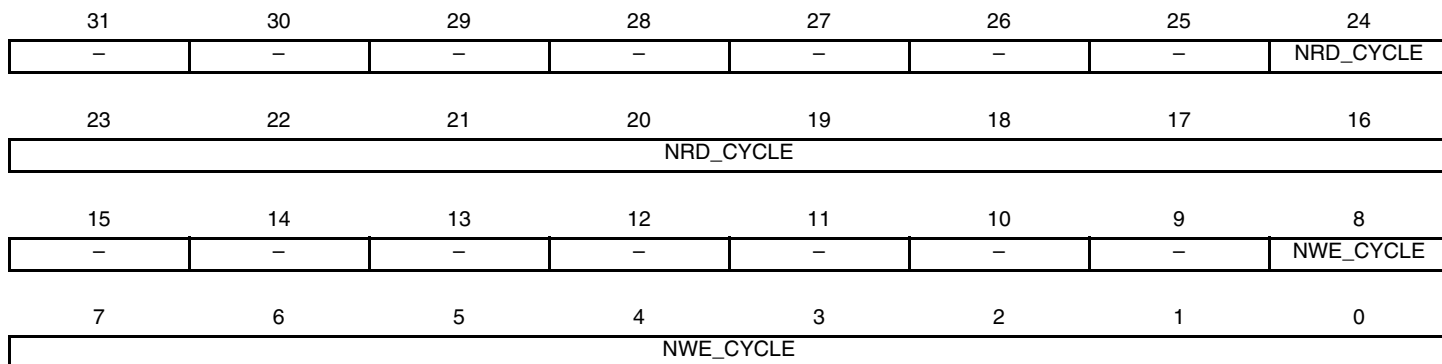 31 30 29 28 27 26 25 24
– – – – – – – NRD_CYCLE
23 22 21 20 19 18 17 16
NRD_CYCLE
15 14 13 12 11 10 9 8
– – – – – – – NWE_CYCLE
7 6 5 4 3 2 1 0
NWE_CYCLE